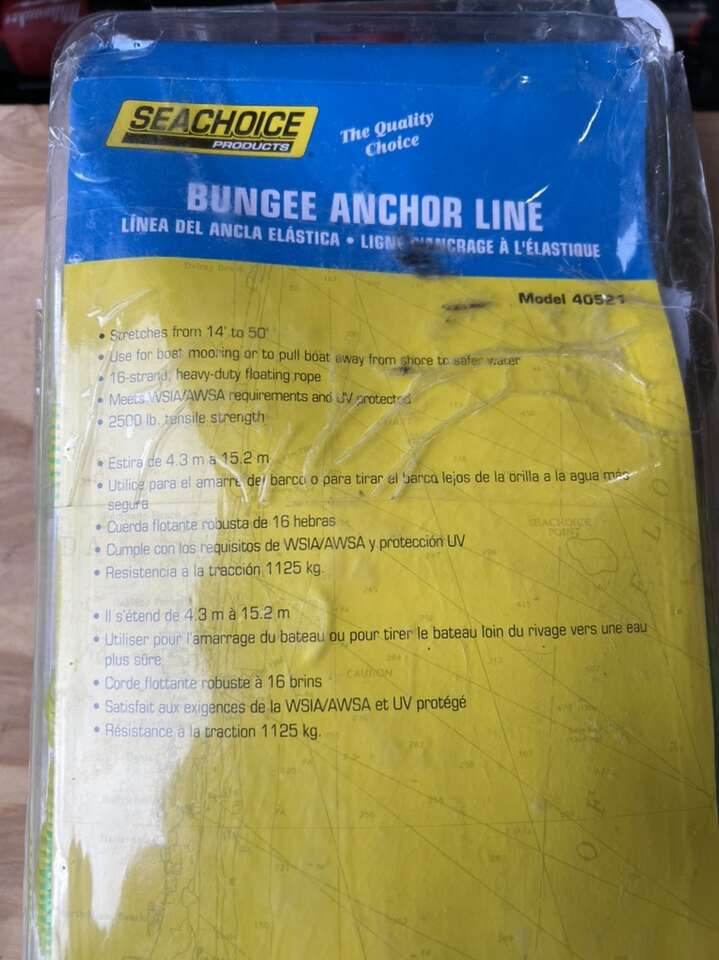 SEACHOICE
PRODUCTS
The Quality
Choice
BUNGEE ANCHOR LINE
LÍNEA DEL ANCLA ELÁSTICA • LIGNE D'ANCRAGE À L'ÉLASTIQUE
Model 40521
• Stretches from 14' to 50'
• Use for boat mooring or to pull boat away from shore to safer water
• 16-strand, heavy-duty floating rope
• Meets WSIA/AWSA requirements and UV protected
• 2500 lb. tensile strength
• Estira de 4.3 m a 15.2 m
• Utilice para el amarre del barco o para tirar el barco lejos de la orilla a la agua más
segura
• Cuerda flotante robusta de 16 hebras
• Cumple con los requisitos de WSIA/AWSA y protección UV
• Resistencia a la tracción 1125 kg.
SEACHOICE
POINT
• Il s'étend de 4.3 m à 15.2 m
• Utiliser pour l'amarrage du bateau ou pour tirer le bateau loin du rivage vers une eau
plus sûre
• Corde flottante robuste à 16 brins
• Satisfait aux exigences de la WSIA/AWSA et UV protégé
• Résistance à la traction 1125 kg.
CAUTION